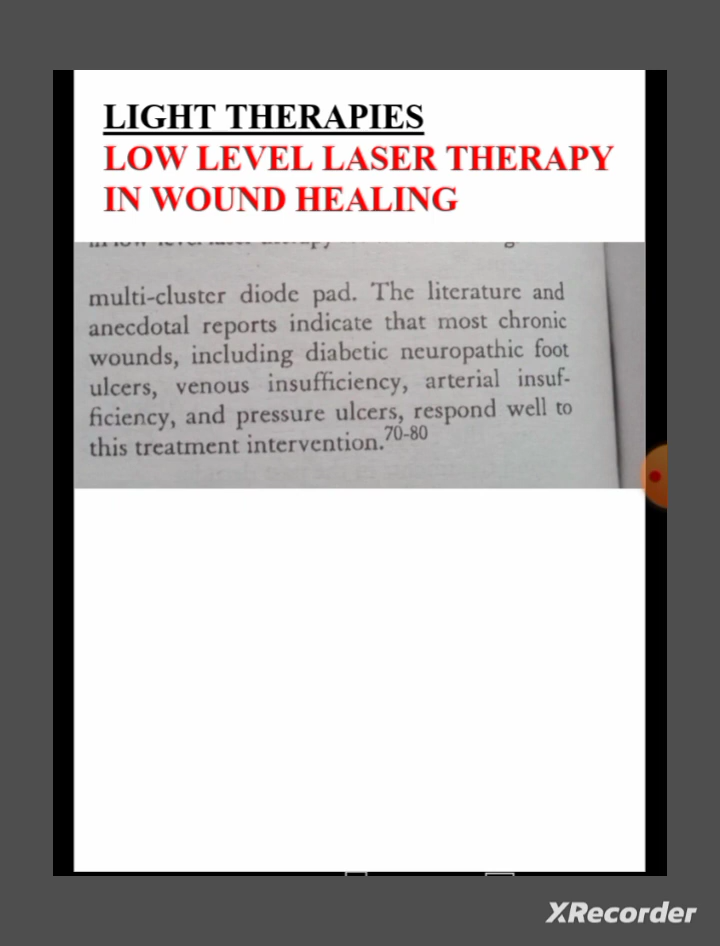 LIGHT THERAPIES
LOW LEVEL LASER THERAPY
IN WOUND HEALING
multi-cluster diode pad. The literature and
anecdotal reports indicate that most chronic
wounds, including diabetic neuropathic foot
ulcers, venous insufficiency, arterial insuf-
ficiency, and pressure ulcers, respond well to
this treatment intervention.70-80
XRecorder